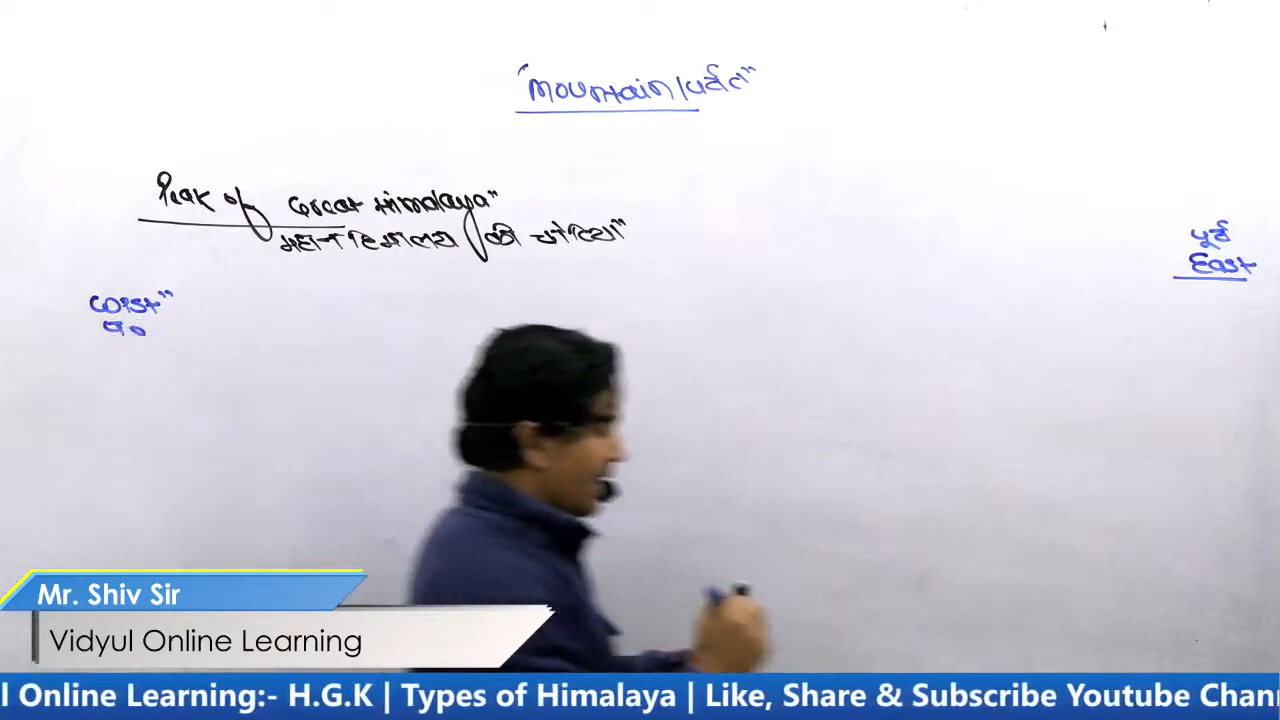 "Mountain/पर्वत"
Peak of Great Himalaya"
महान हिमालय की चोटियां"
पूर्व
East
West"
प०
Mr. Shiv Sir
Vidyul Online Learning
l Online Learning:- H.G.K | Types of Himalaya | Like, Share & Subscribe Youtube Chan